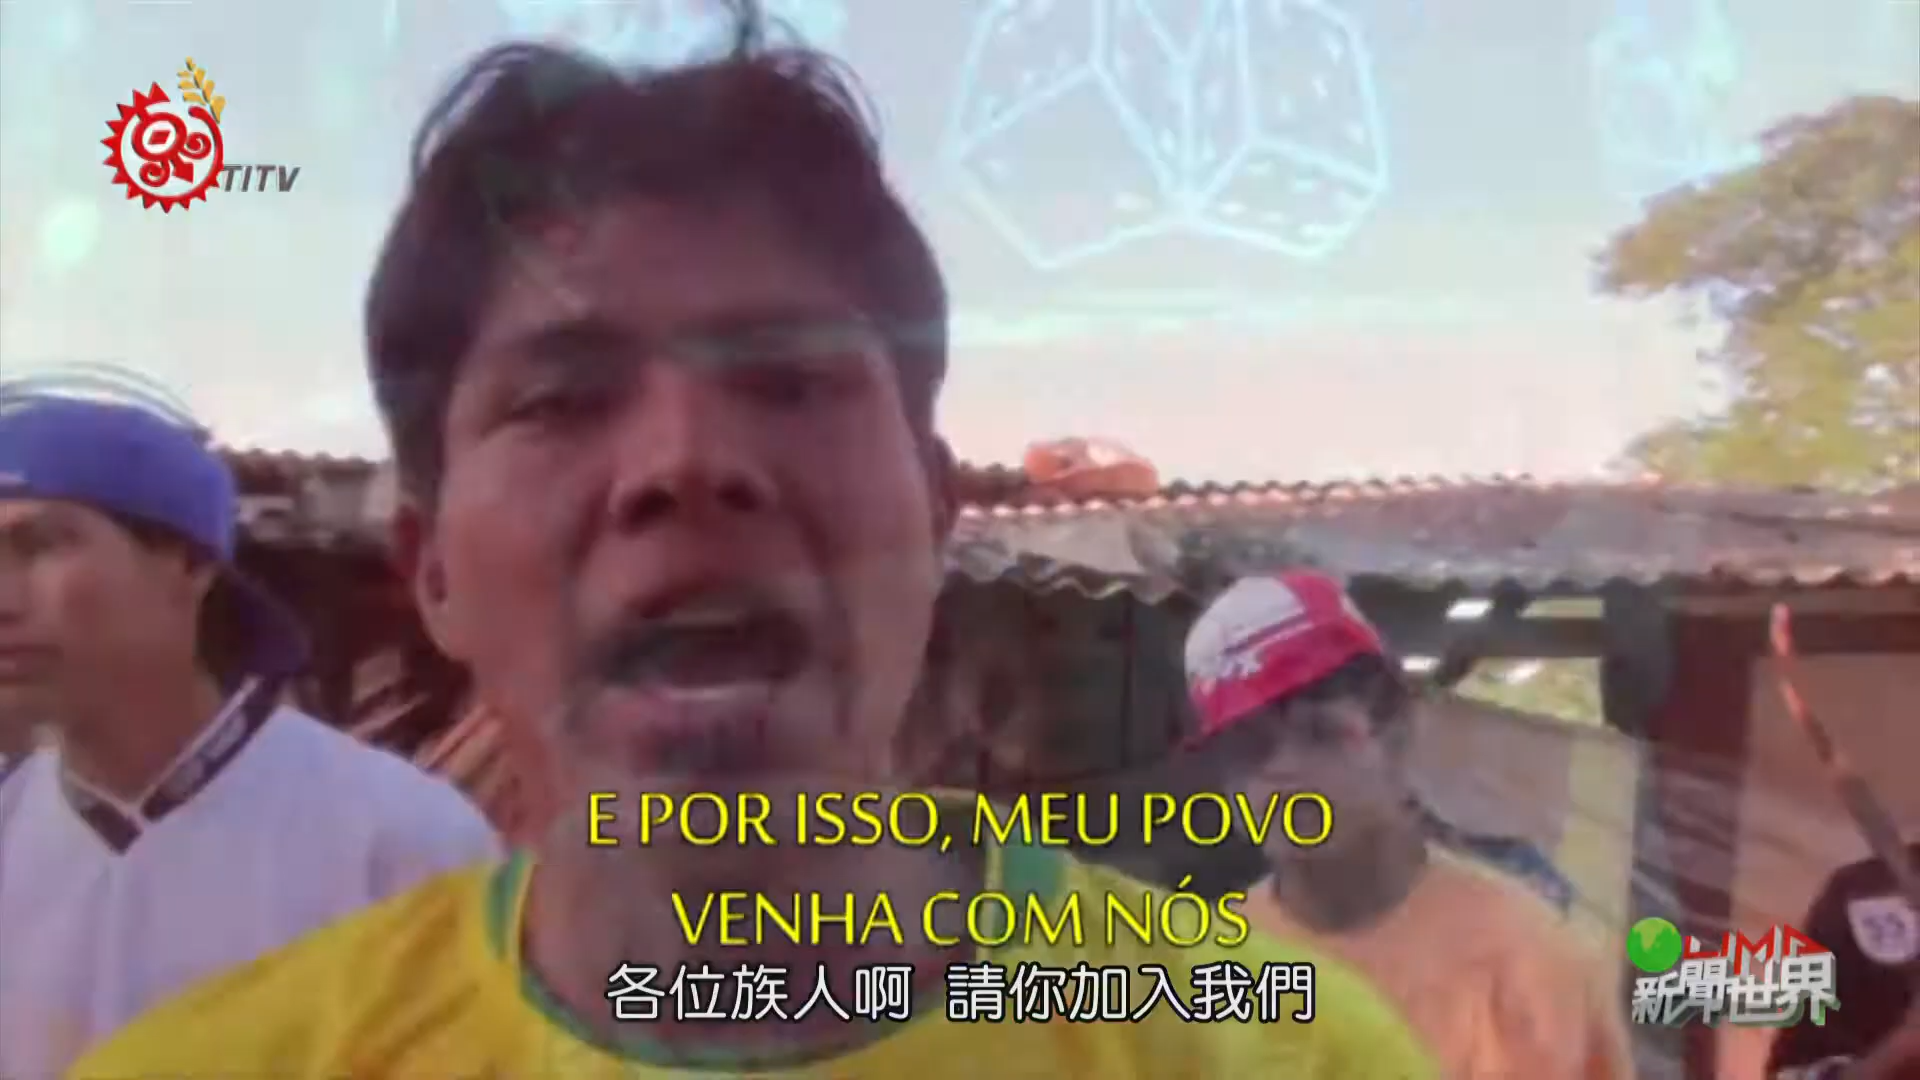 TITV
E POR ISSO, MEU POVO
VENHA COM NÓS
各位族人啊 請你加入我們
LIMA
新聞世界